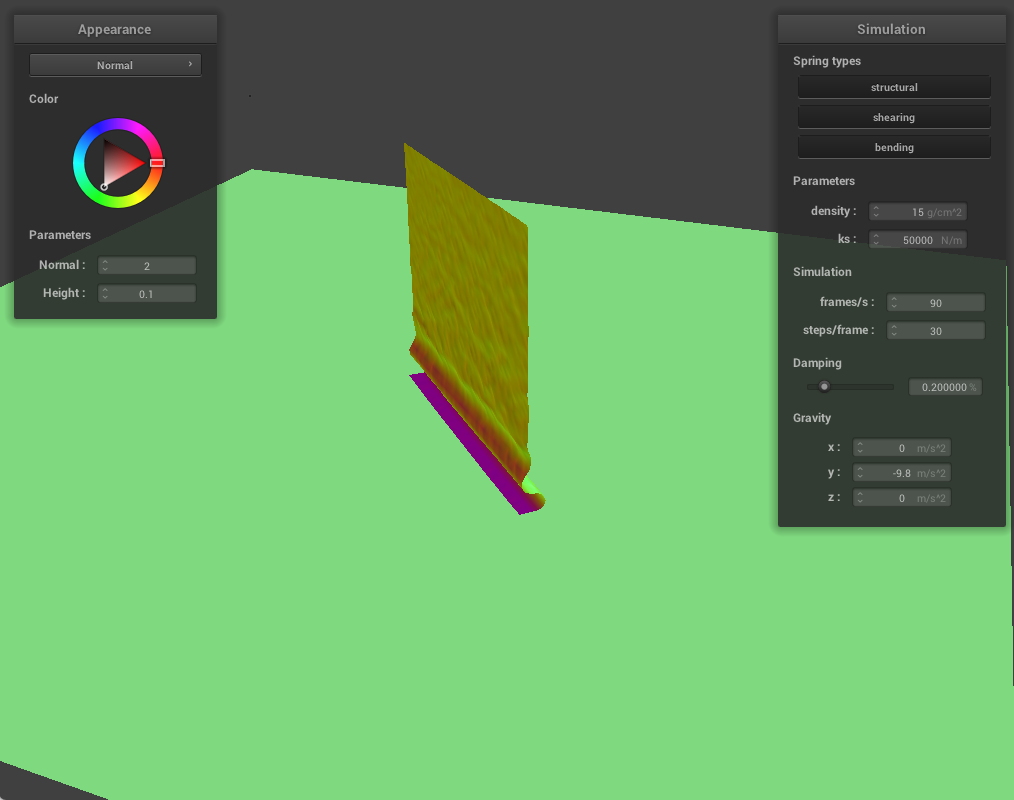 Appearance
Normal ›
Color
Parameters
Normal : 2
Height : 0.1
Simulation
Spring types
structural
shearing
bending
Parameters
density : 15 g/cm^2
ks : 50000 N/m
Simulation
frames/s : 90
steps/frame : 30
Damping
0.200000 %
Gravity
x : 0 m/s^2
y : -9.8 m/s^2
z : 0 m/s^2